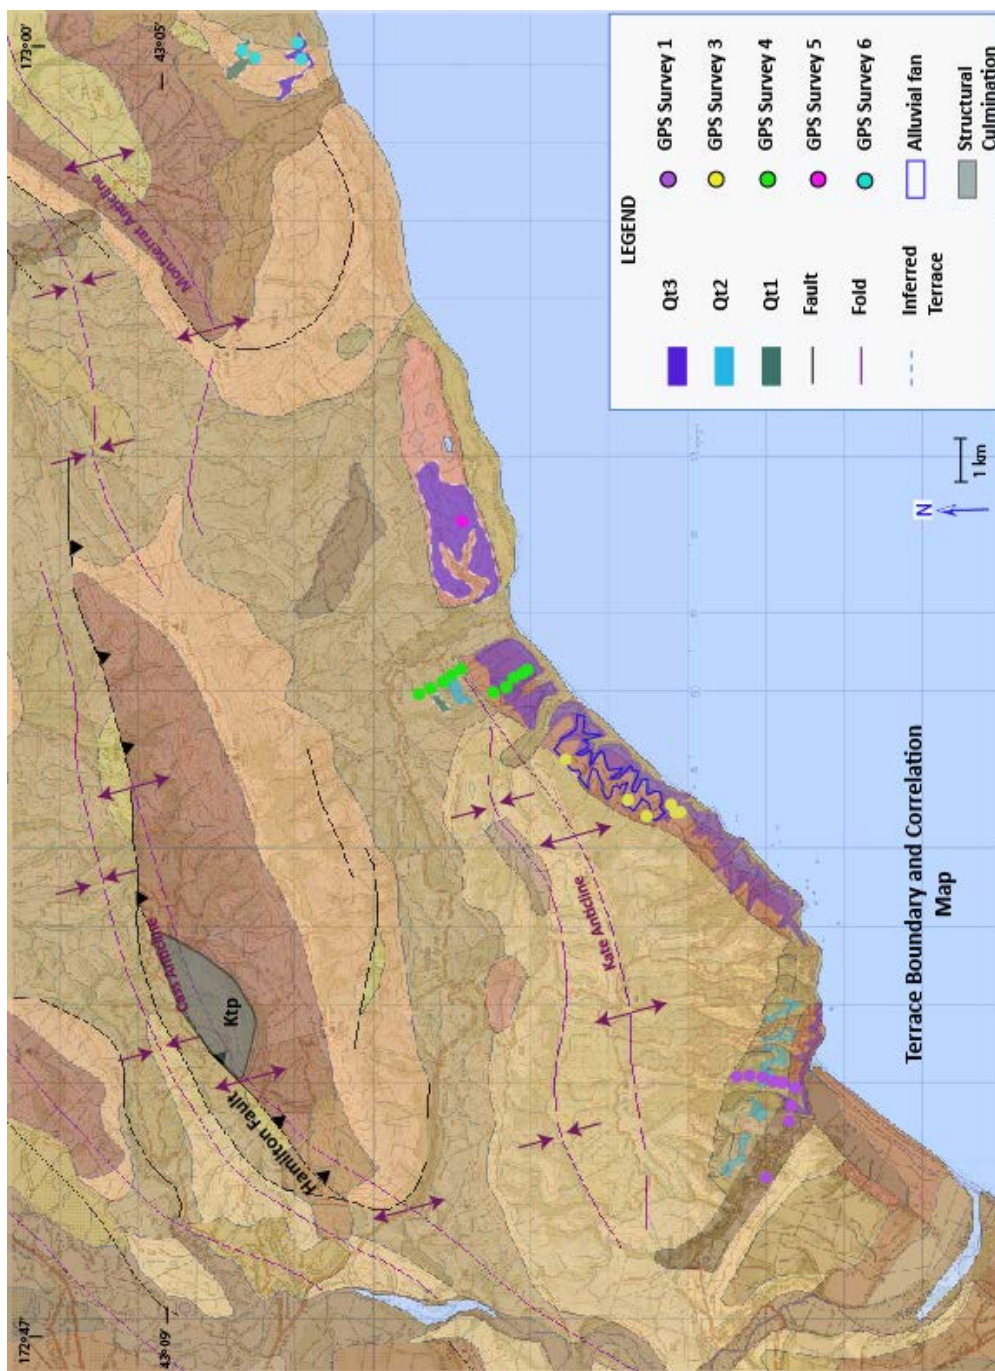 173°00'
43°05'
Montserrat Anticline
Cass Anticline
Ktp
Hamilton Fault
Kate Anticline
172°47'
43°09'
Terrace Boundary and Correlation
Map
N
1 km
LEGEND
Qt3
Qt2
Qt1
Fault
Fold
Inferred
Terrace
GPS Survey 1
GPS Survey 3
GPS Survey 4
GPS Survey 5
GPS Survey 6
Alluvial fan
Structural
Culmination